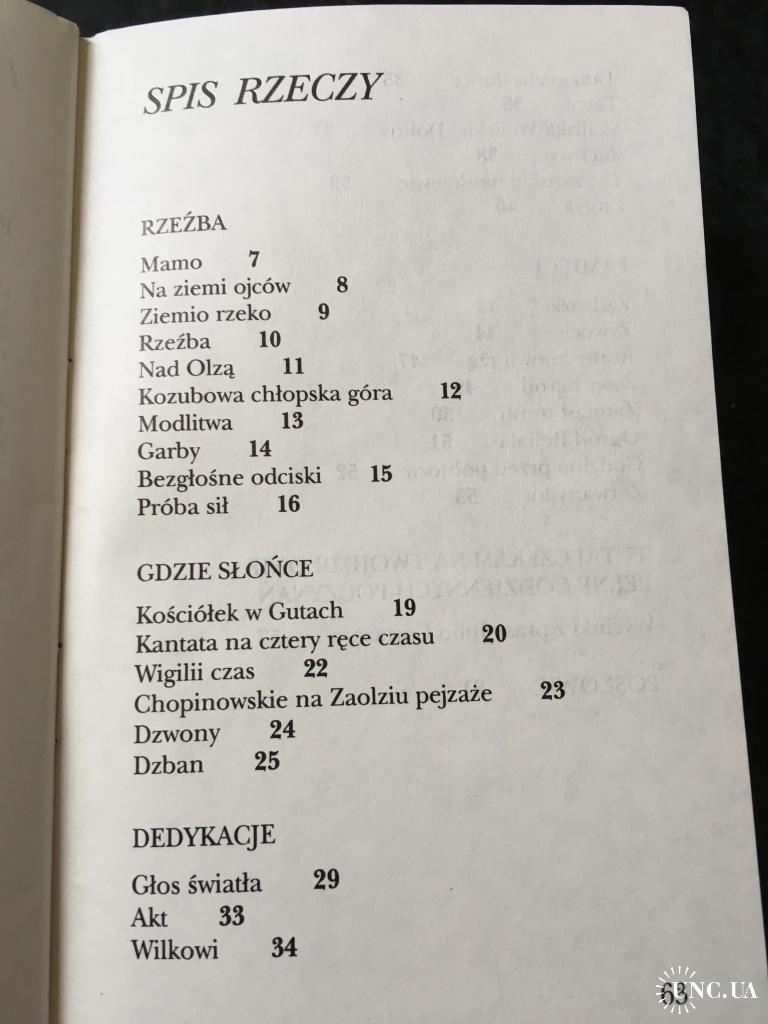 SPIS RZECZY
RZEŹBA
Mamo 7
Na ziemi ojców 8
Ziemio rzeko 9
Rzeźba 10
Nad Olzą 11
Kozubowa chłopska góra 12
Modlitwa 13
Garby 14
Bezgłośne odciski 15
Próba sił 16
GDZIE SŁOŃCE
Kościółek w Gutach 19
Kantata na cztery ręce czasu 20
Wigilii czas 22
Chopinowskie na Zaolziu pejzaże 23
Dzwony 24
Dzban 25
DEDYKACJE
Głos światła 29
Akt 33
Wilkowi 34
63
UNC.UA